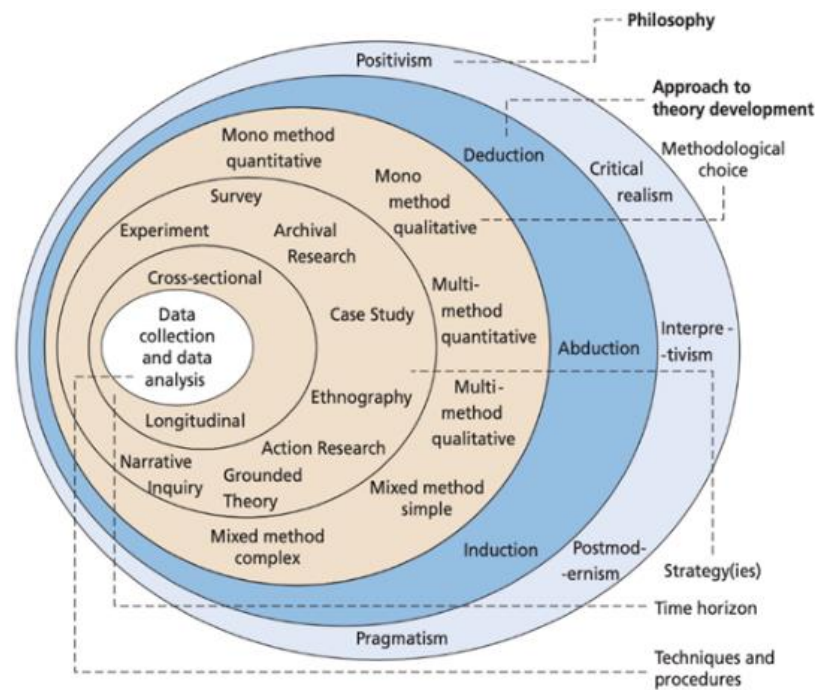 Philosophy
Positivism
Approach to
theory development
Mono method
quantitative
Deduction
Methodological
choice
Critical
realism
Mono
method
qualitative
Survey
Experiment
Archival
Research
Cross-sectional
Multi-
method
quantitative
Data
collection
and data
analysis
Case Study
Interpre-
-tivism
Abduction
Ethnography
Multi-
method
qualitative
Longitudinal
Action Research
Narrative
Inquiry
Grounded
Theory
Mixed method
simple
Mixed method
complex
Induction
Postmod-
-ernism
Strategy(ies)
Time horizon
Pragmatism
Techniques and
procedures